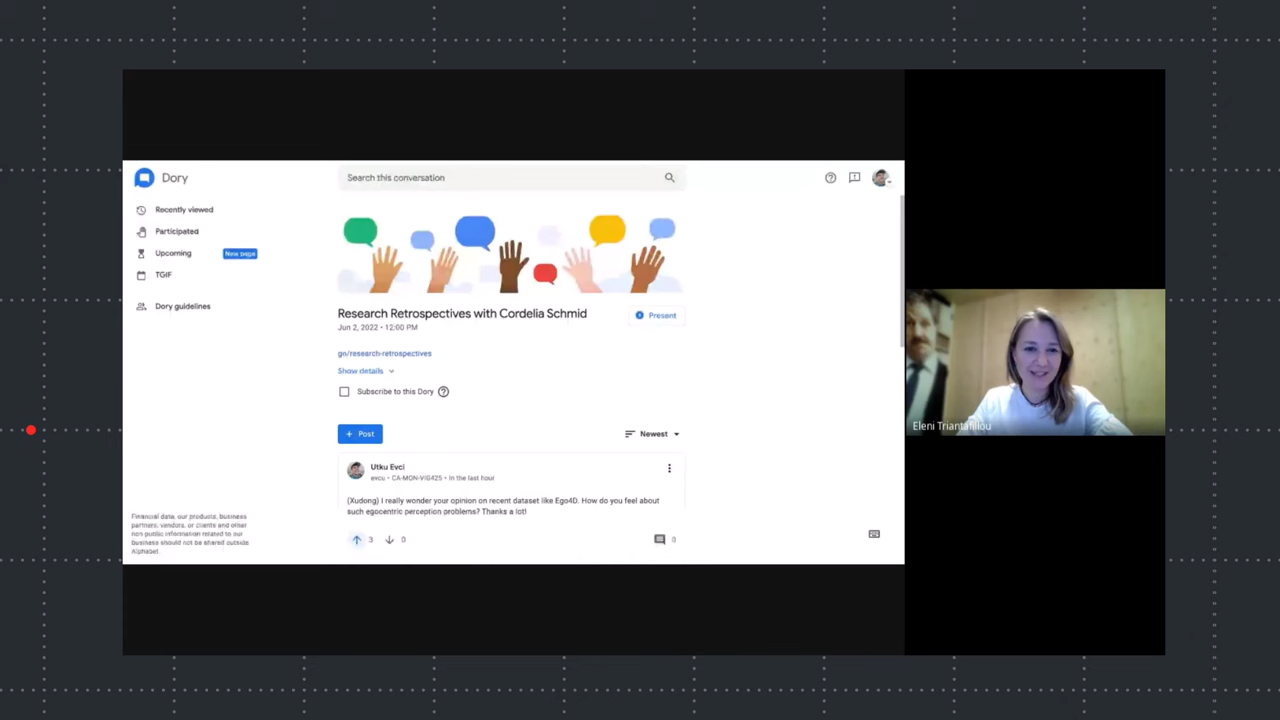 Dory
Search this conversation
Recently viewed
Participated
Upcoming
New page
TGIF
Dory guidelines
Research Retrospectives with Cordelia Schmid
Present
Jun 2, 2022 • 12:00 PM
go/research-retrospectives
Show details
Subscribe to this Dory
+ Post
Newest
Utku Evci
evcu • CA-MON-VIG425 • In the last hour
(Xudong) I really wonder your opinion on recent dataset like Ego4D. How do you feel about
such egocentric perception problems? Thanks a lot!
3
0
0
Financial data, our products, business
partners, vendors, or clients and other
non public information related to our
business should not be shared outside
Alphabet.
Eleni Triantafillou